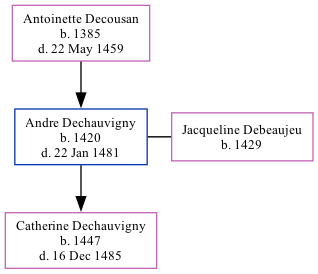 Antoinette Decousan
b. 1385
d. 22 May 1459
Andre Dechauvigny
b. 1420
d. 22 Jan 1481
Jacqueline Debeaujeu
b. 1429
Catherine Dechauvigny
b. 1447
d. 16 Dec 1485